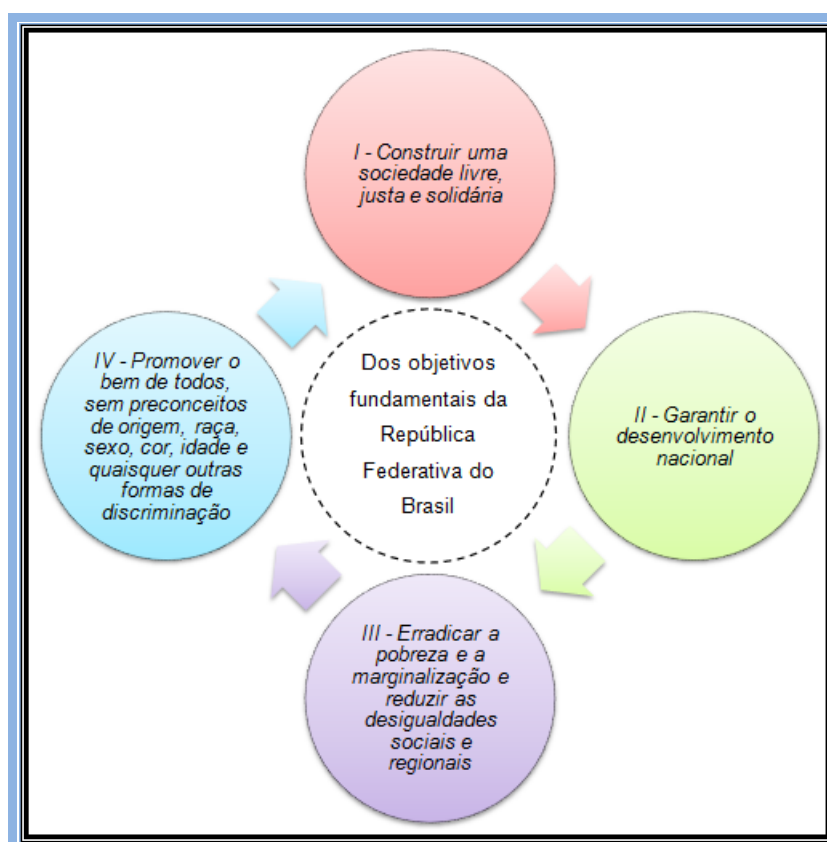 I - Construir uma
sociedade livre,
justa e solidária
Dos objetivos
fundamentais da
República
Federativa do
Brasil
II - Garantir o
desenvolvimento
nacional
III - Erradicar a
pobreza e a
marginalização e
reduzir as
desigualdades
sociais e
regionais
IV - Promover o
bem de todos,
sem preconceitos
de origem, raça,
sexo, cor, idade e
quaisquer outras
formas de
discriminação